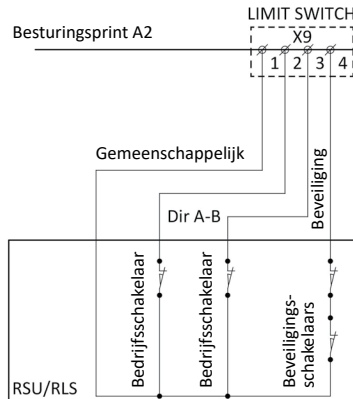 LIMIT SWITCH
Besturingsprint A2
X9
1 2 3 4
Gemeenschappelijk
Beveiliging
Dir A-B
Bedrijfsschakelaar
Bedrijfsschakelaar
Beveiligings-
schakelaars
RSU/RLS